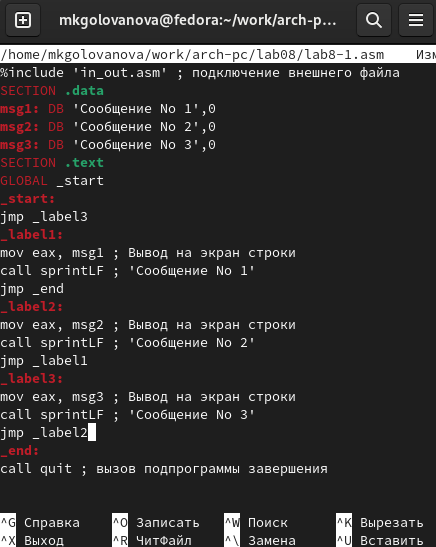 mkgolovanova@fedora:~/work/arch-p…
/home/mkgolovanova/work/arch-pc/lab08/lab8-1.asm Изм
%include 'in_out.asm' ; подключение внешнего файла
SECTION .data
msg1: DB 'Сообщение No 1',0
msg2: DB 'Сообщение No 2',0
msg3: DB 'Сообщение No 3',0
SECTION .text
GLOBAL _start
_start:
jmp _label3
_label1:
mov eax, msg1 ; Вывод на экран строки
call sprintLF ; 'Сообщение No 1'
jmp _end
_label2:
mov eax, msg2 ; Вывод на экран строки
call sprintLF ; 'Сообщение No 2'
jmp _label1
_label3:
mov eax, msg3 ; Вывод на экран строки
call sprintLF ; 'Сообщение No 3'
jmp _label2
_end:
call quit ; вызов подпрограммы завершения
^G Справка ^O Записать ^W Поиск ^K Вырезать
^X Выход ^R ЧитФайл ^\ Замена ^U Вставить